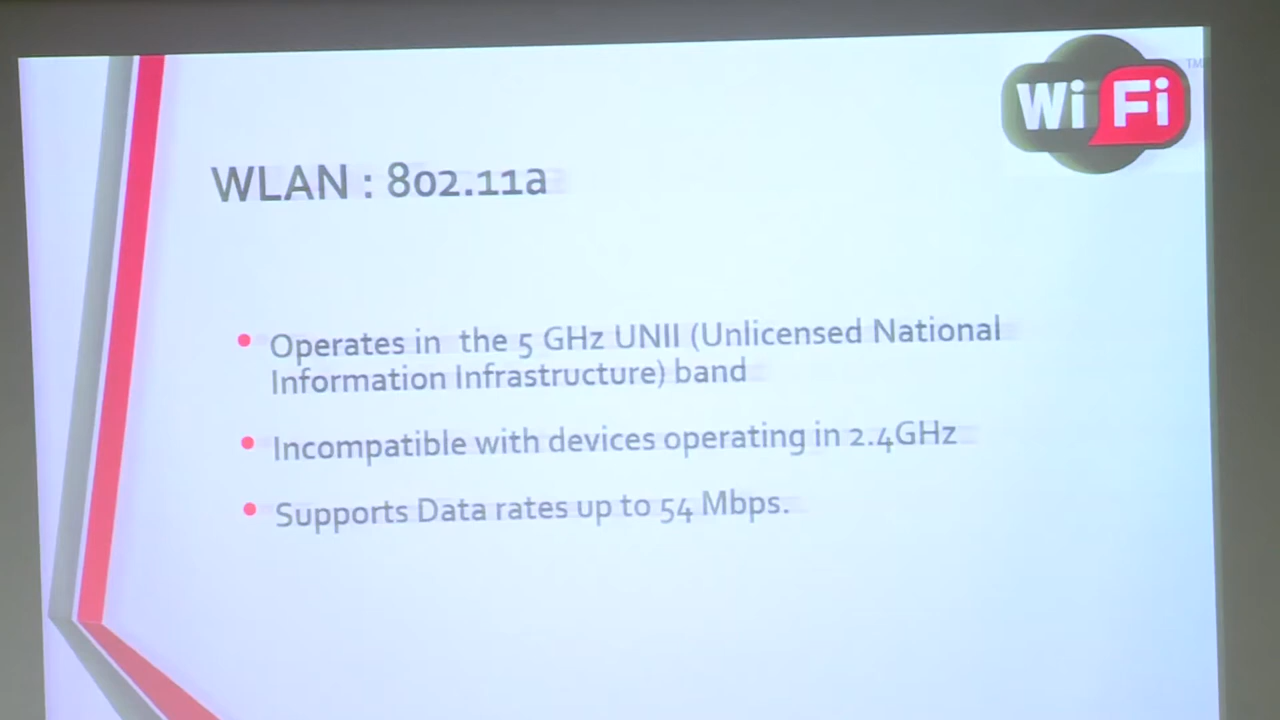 WiFi TM
WLAN : 802.11a
• Operates in the 5 GHz UNII (Unlicensed National
Information Infrastructure) band
• Incompatible with devices operating in 2.4GHz
• Supports Data rates up to 54 Mbps.